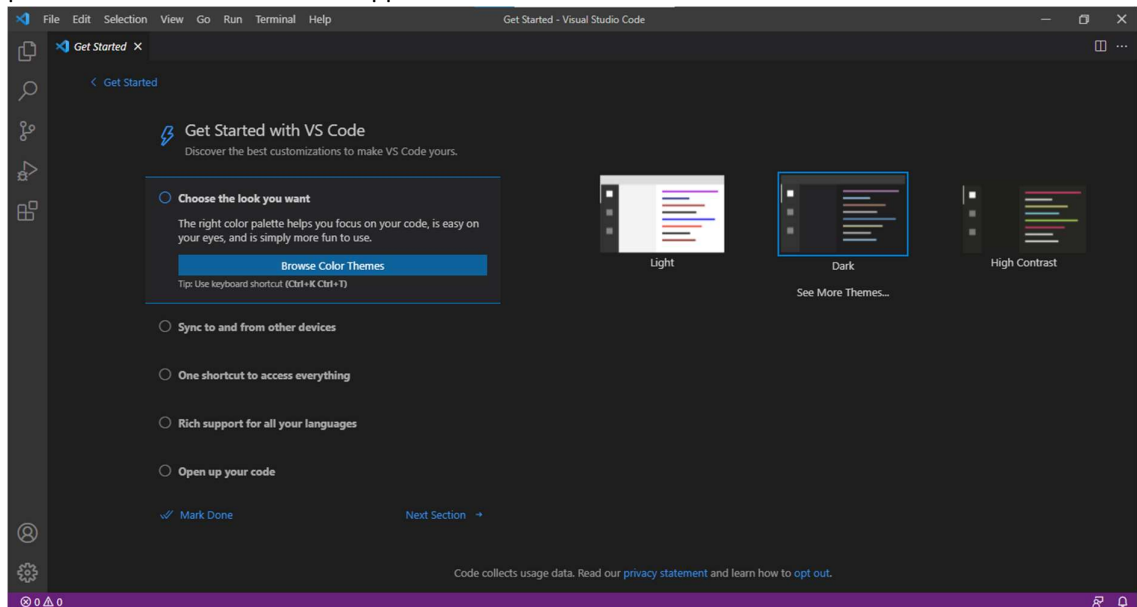 File Edit Selection View Go Run Terminal Help Get Started - Visual Studio Code
Get Started
Get Started
Get Started with VS Code
Discover the best customizations to make VS Code yours.
Choose the look you want
The right color palette helps you focus on your code, is easy on
your eyes, and is simply more fun to use.
Browse Color Themes
Tip: Use keyboard shortcut (Ctrl+K Ctrl+T)
Light
Dark
High Contrast
See More Themes...
Sync to and from other devices
One shortcut to access everything
Rich support for all your languages
Open up your code
Mark Done
Next Section
Code collects usage data. Read our privacy statement and learn how to opt out.
0 0